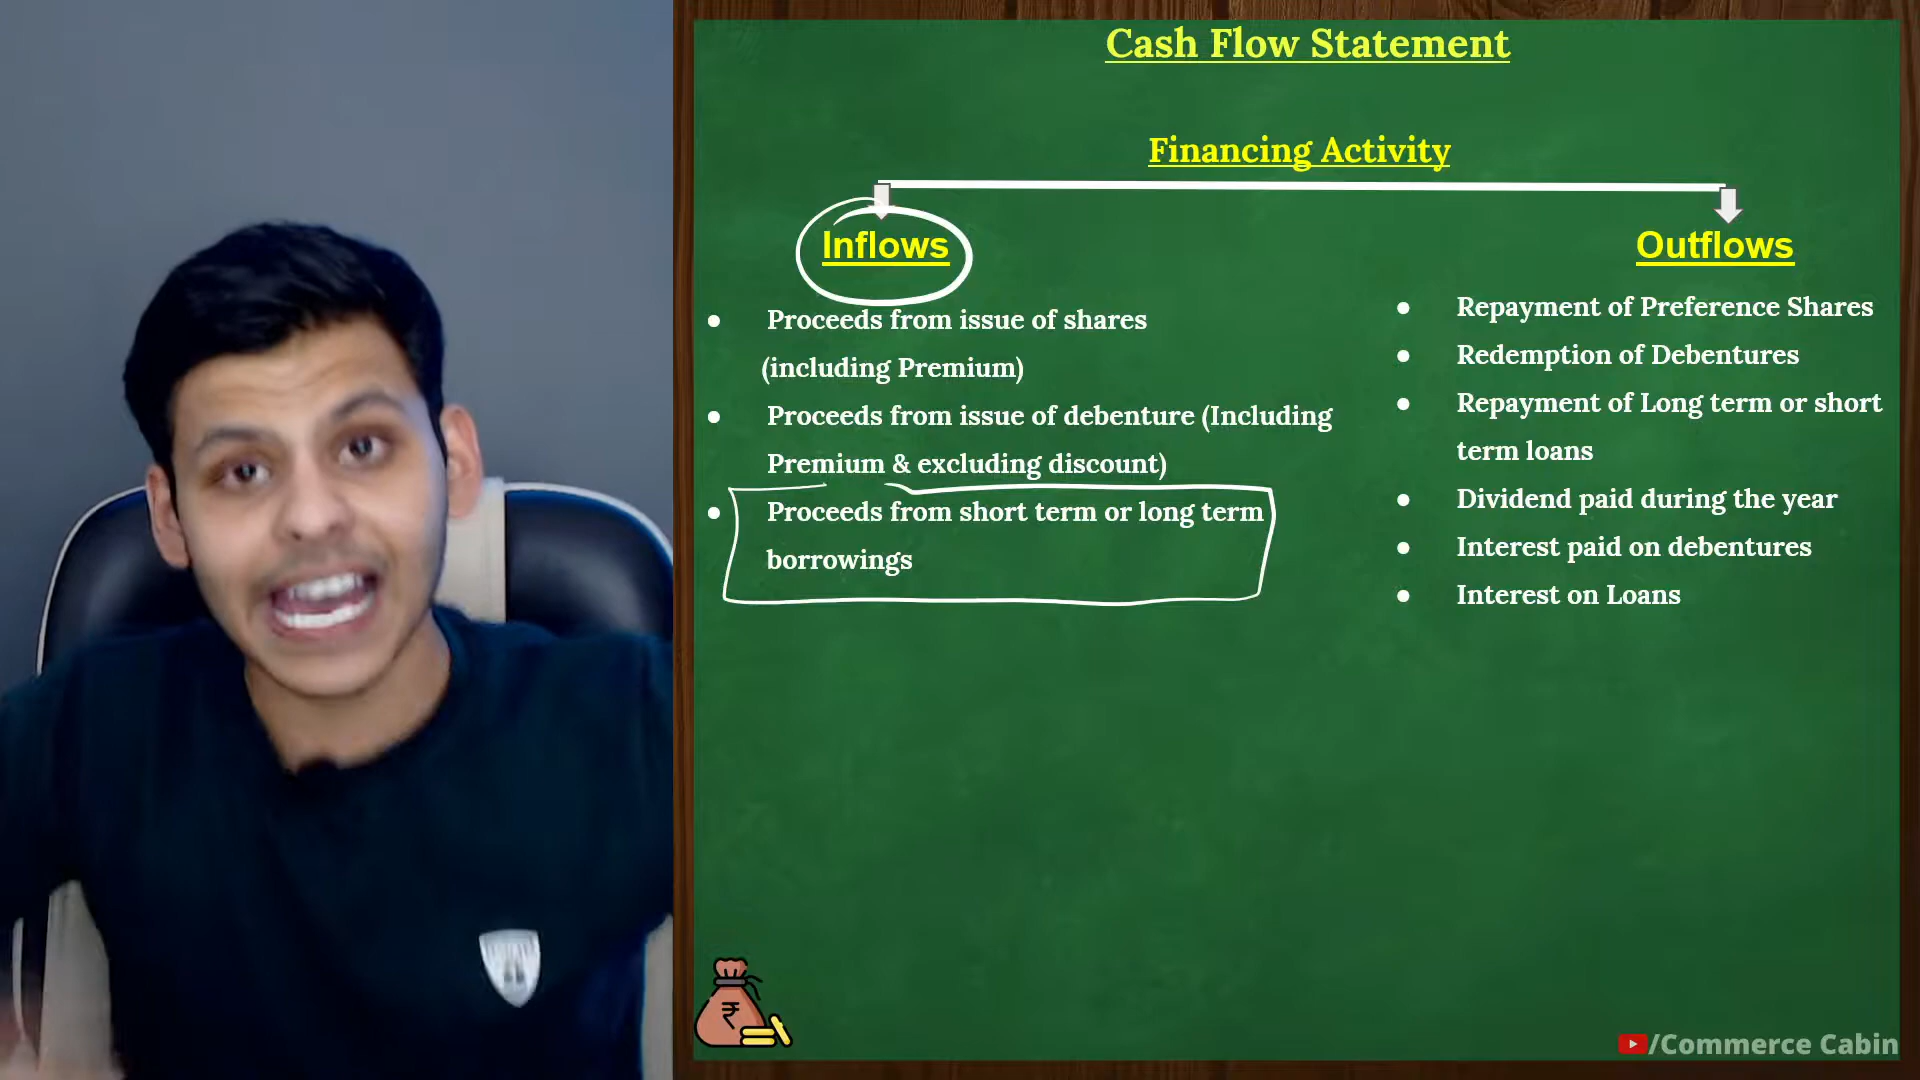 Cash Flow Statement
Financing Activity
Inflows
• Proceeds from issue of shares
(including Premium)
• Proceeds from issue of debenture (Including
Premium & excluding discount)
• Proceeds from short term or long term
borrowings
Outflows
• Repayment of Preference Shares
• Redemption of Debentures
• Repayment of Long term or short
term loans
• Dividend paid during the year
• Interest paid on debentures
• Interest on Loans
₹
/Commerce Cabin